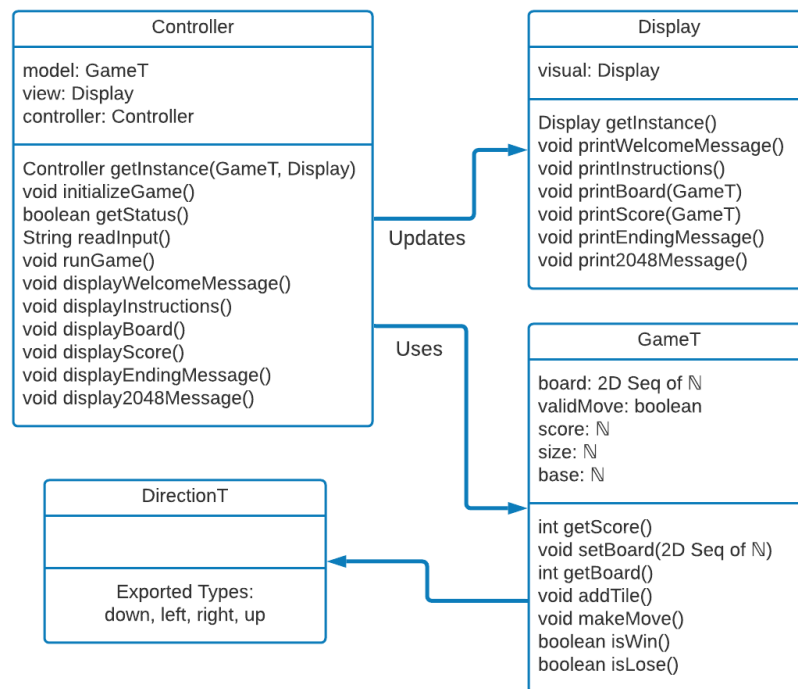 Controller
model: GameT
view: Display
controller: Controller
Controller getInstance(GameT, Display)
void initializeGame()
boolean getStatus()
String readInput()
void runGame()
void displayWelcomeMessage()
void displayInstructions()
void displayBoard()
void displayScore()
void displayEndingMessage()
void display2048Message()
Updates
Uses
Display
visual: Display
Display getInstance()
void printWelcomeMessage()
void printInstructions()
void printBoard(GameT)
void printScore(GameT)
void printEndingMessage()
void print2048Message()
GameT
board: 2D Seq of ℕ
validMove: boolean
score: ℕ
size: ℕ
base: ℕ
int getScore()
void setBoard(2D Seq of ℕ)
int getBoard()
void addTile()
void makeMove()
boolean isWin()
boolean isLose()
DirectionT
Exported Types:
down, left, right, up